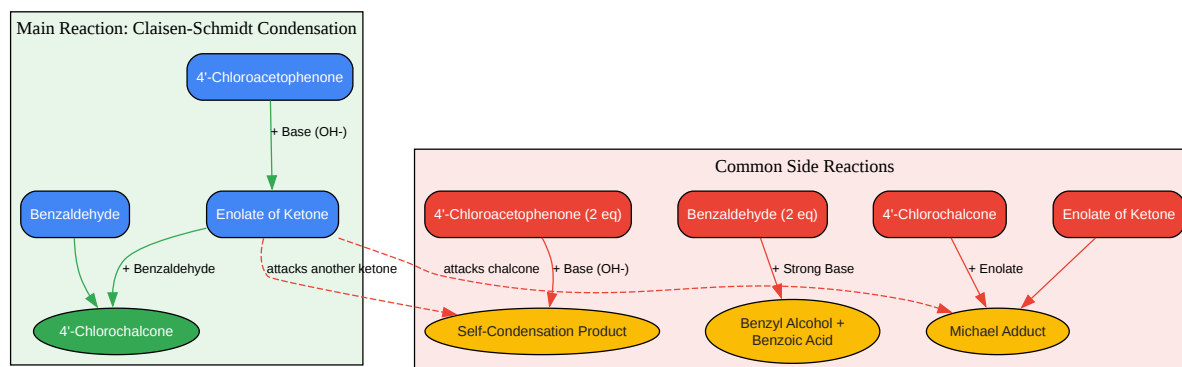 Main Reaction: Claisen-Schmidt Condensation
4'-Chloroacetophenone
+ Base (OH-)
Benzaldehyde
Enolate of Ketone
+ Benzaldehyde
attacks another ketone
4'-Chlorochalcone
Common Side Reactions
4'-Chloroacetophenone (2 eq)
Benzaldehyde (2 eq)
4'-Chlorochalcone
Enolate of Ketone
attacks chalcone
+ Base (OH-)
+ Strong Base
+ Enolate
Self-Condensation Product
Benzyl Alcohol +
Benzoic Acid
Michael Adduct